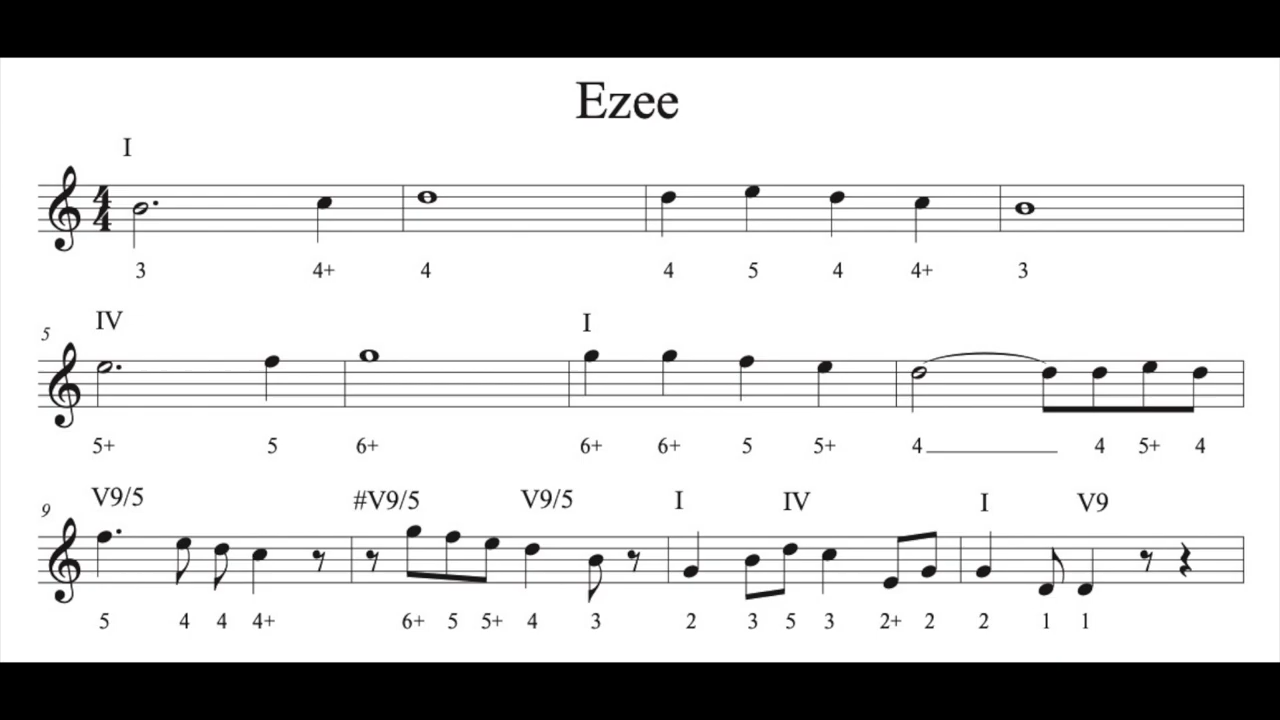 Ezee
I
4
4
3 4+ 4 4 5 4 4+ 3
5 IV I
5+ 5 6+ 6+ 6+ 5 5+ 4 4 5+ 4
9 V9/5 #V9/5 V9/5 I IV I V9
5 4 4 4+ 6+ 5 5+ 4 3 2 3 5 3 2+ 2 2 1 1